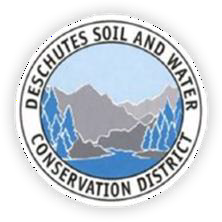 DESCHUTES SOIL AND WATER
CONSERVATION DISTRICT